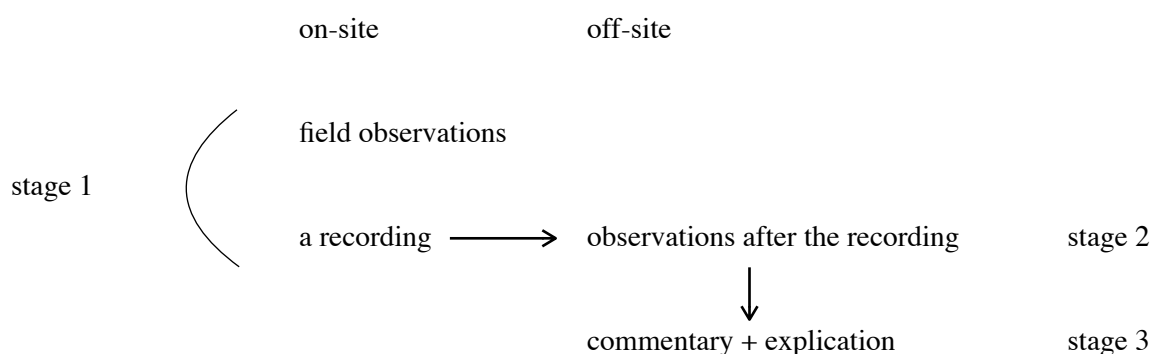 on-site off-site
field observations
stage 1
a recording observations after the recording stage 2
commentary + explication stage 3